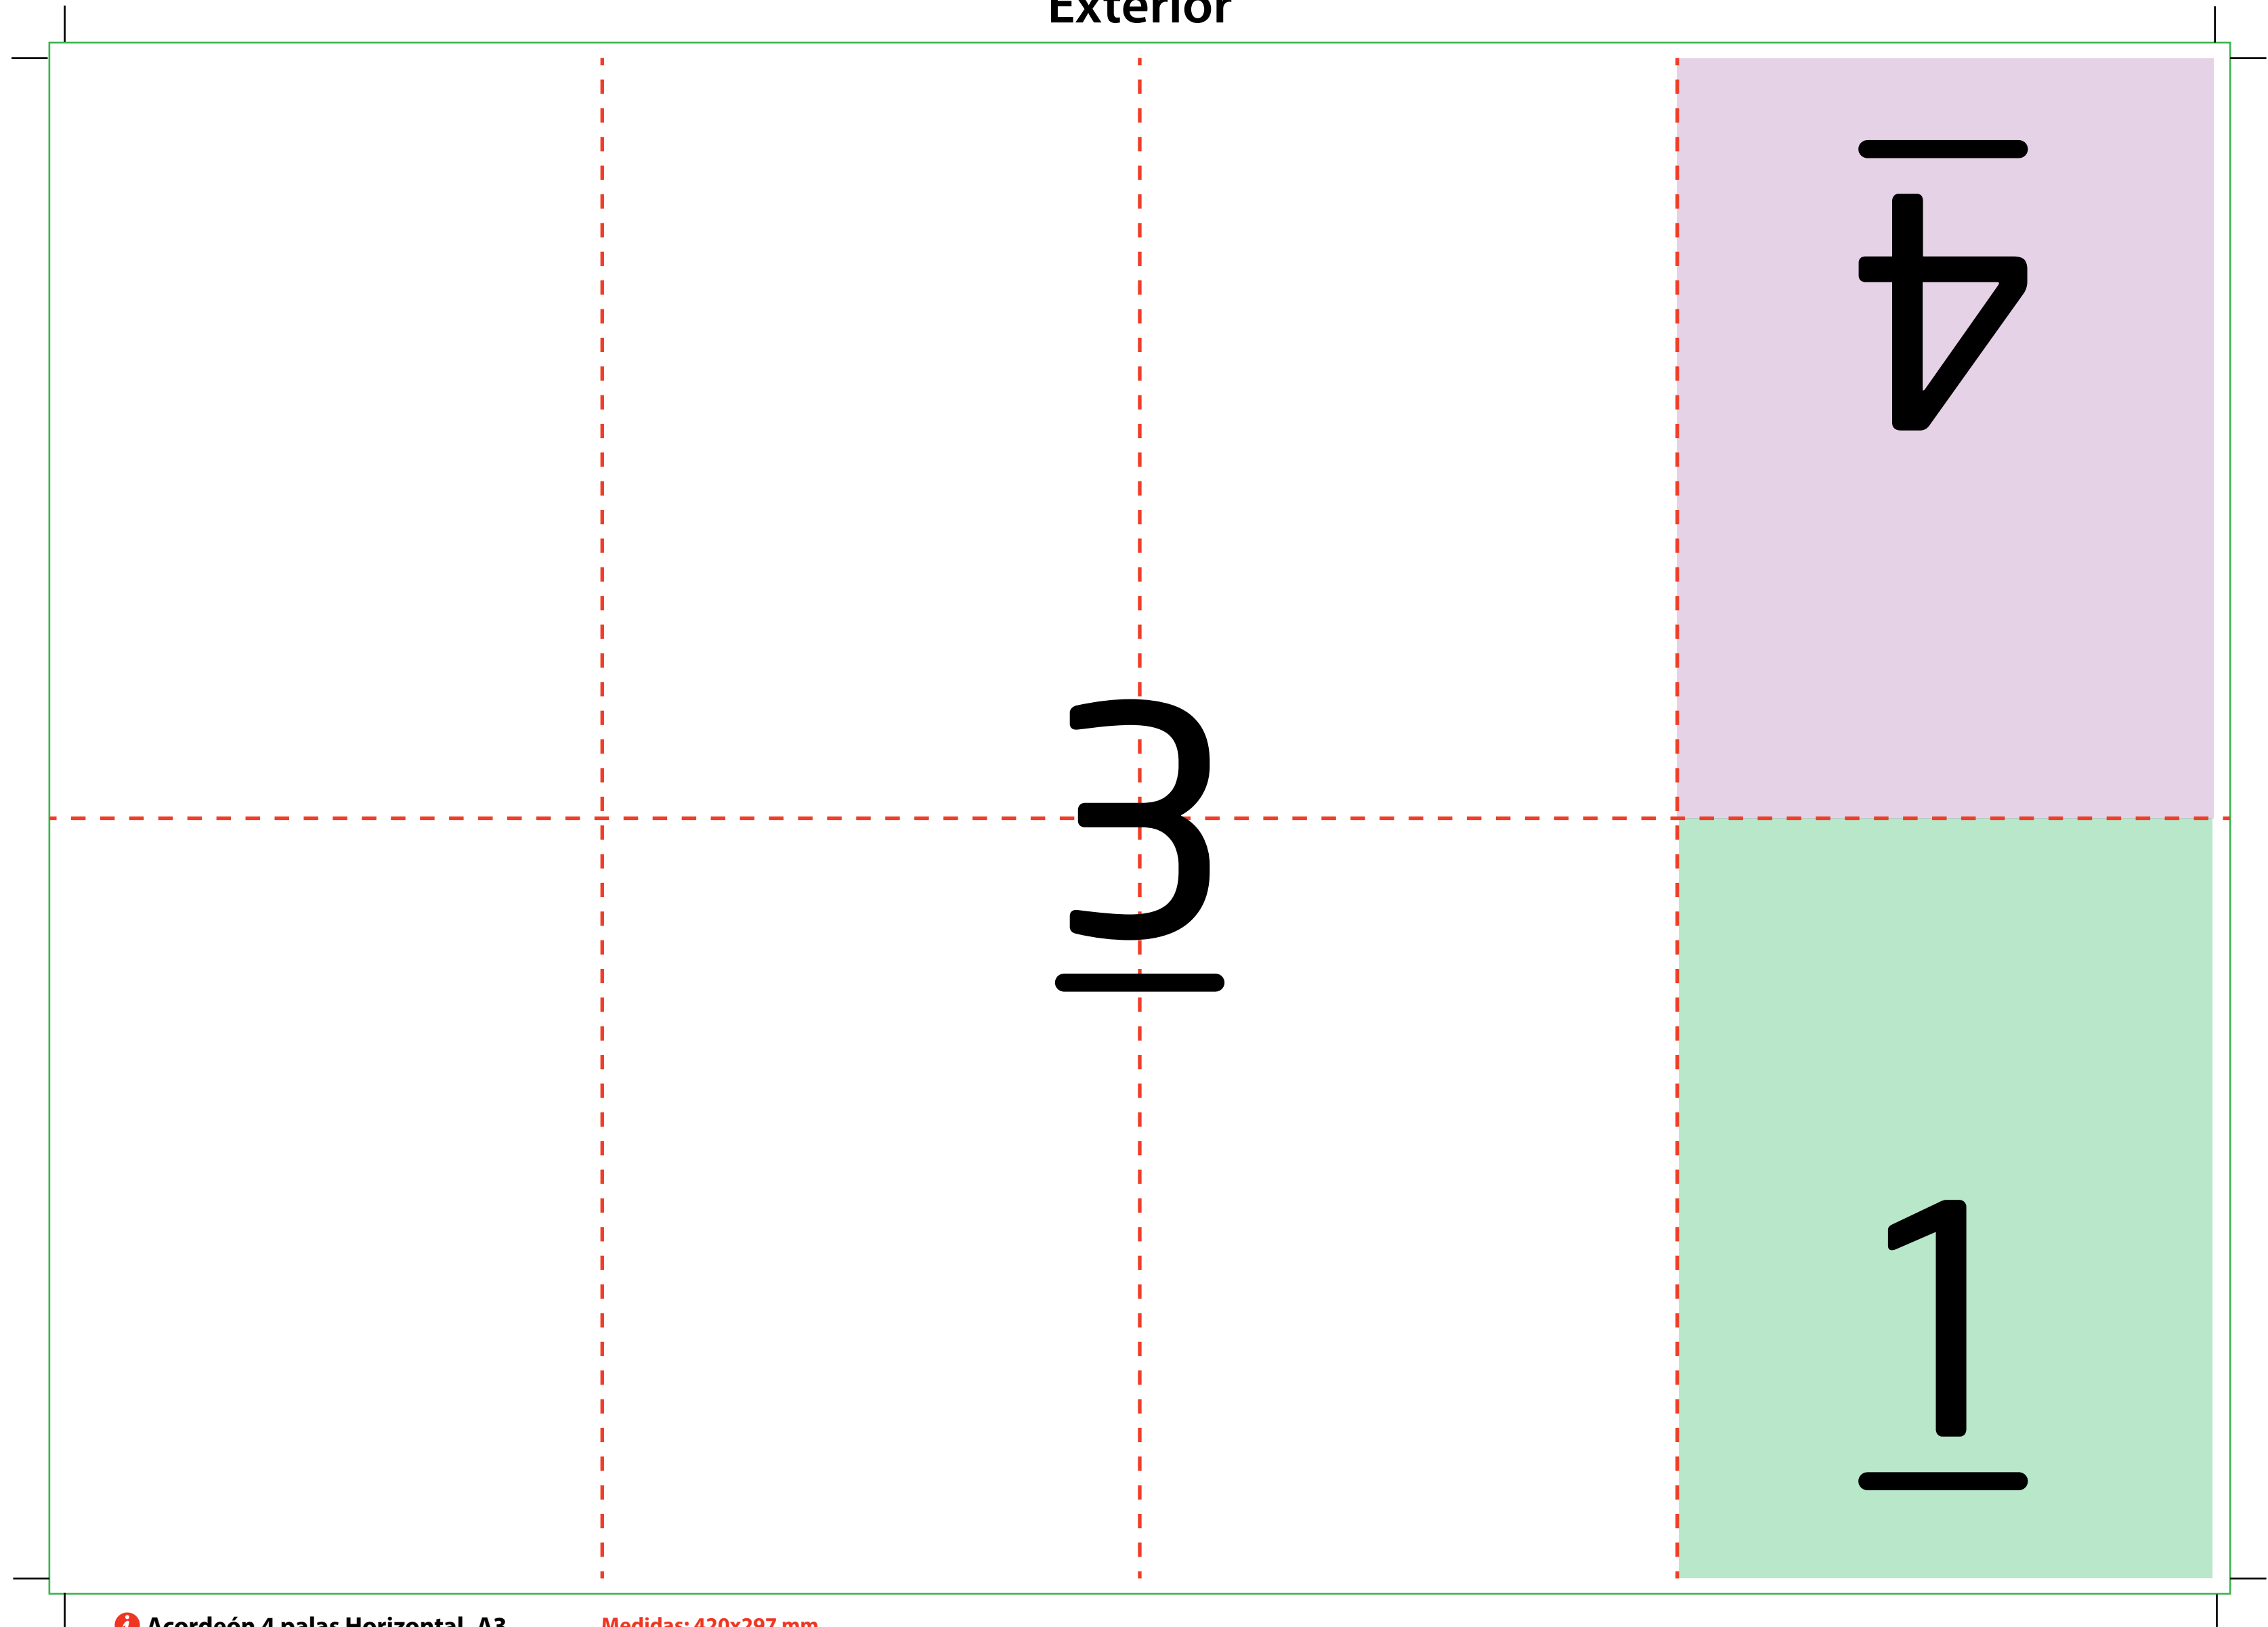 Exterior
4
3
1
i Acordeón 4 palas Horizontal A3
Medidas: 420x297 mm